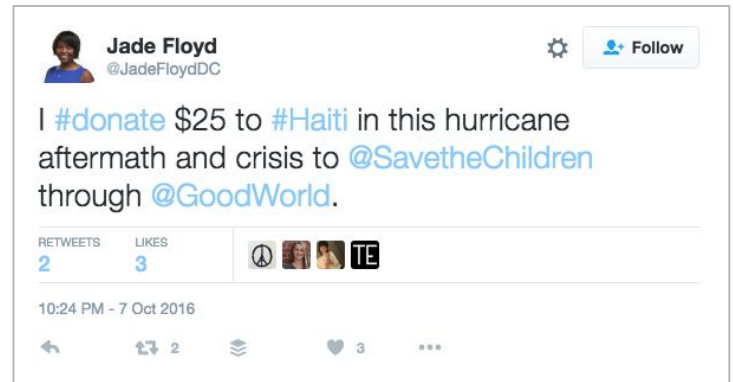 Jade Floyd
@JadeFloydDC
Follow
I #donate $25 to #Haiti in this hurricane
aftermath and crisis to @SavetheChildren
through @GoodWorld.
RETWEETS LIKES
2 3
TE
10:24 PM - 7 Oct 2016
2 3